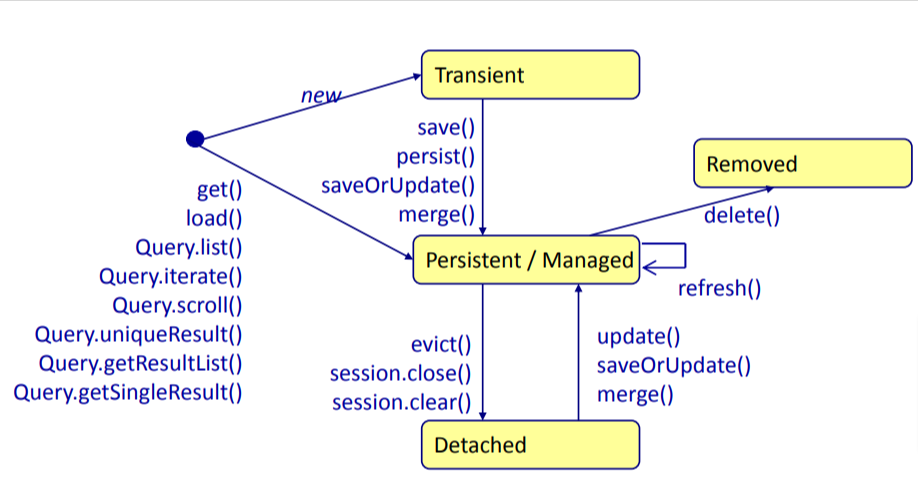 Transient
new
save()
persist()
saveOrUpdate()
merge()
Removed
delete()
get()
load()
Query.list()
Query.iterate()
Query.scroll()
Query.uniqueResult()
Query.getResultList()
Query.getSingleResult()
Persistent / Managed
refresh()
evict()
session.close()
session.clear()
update()
saveOrUpdate()
merge()
Detached